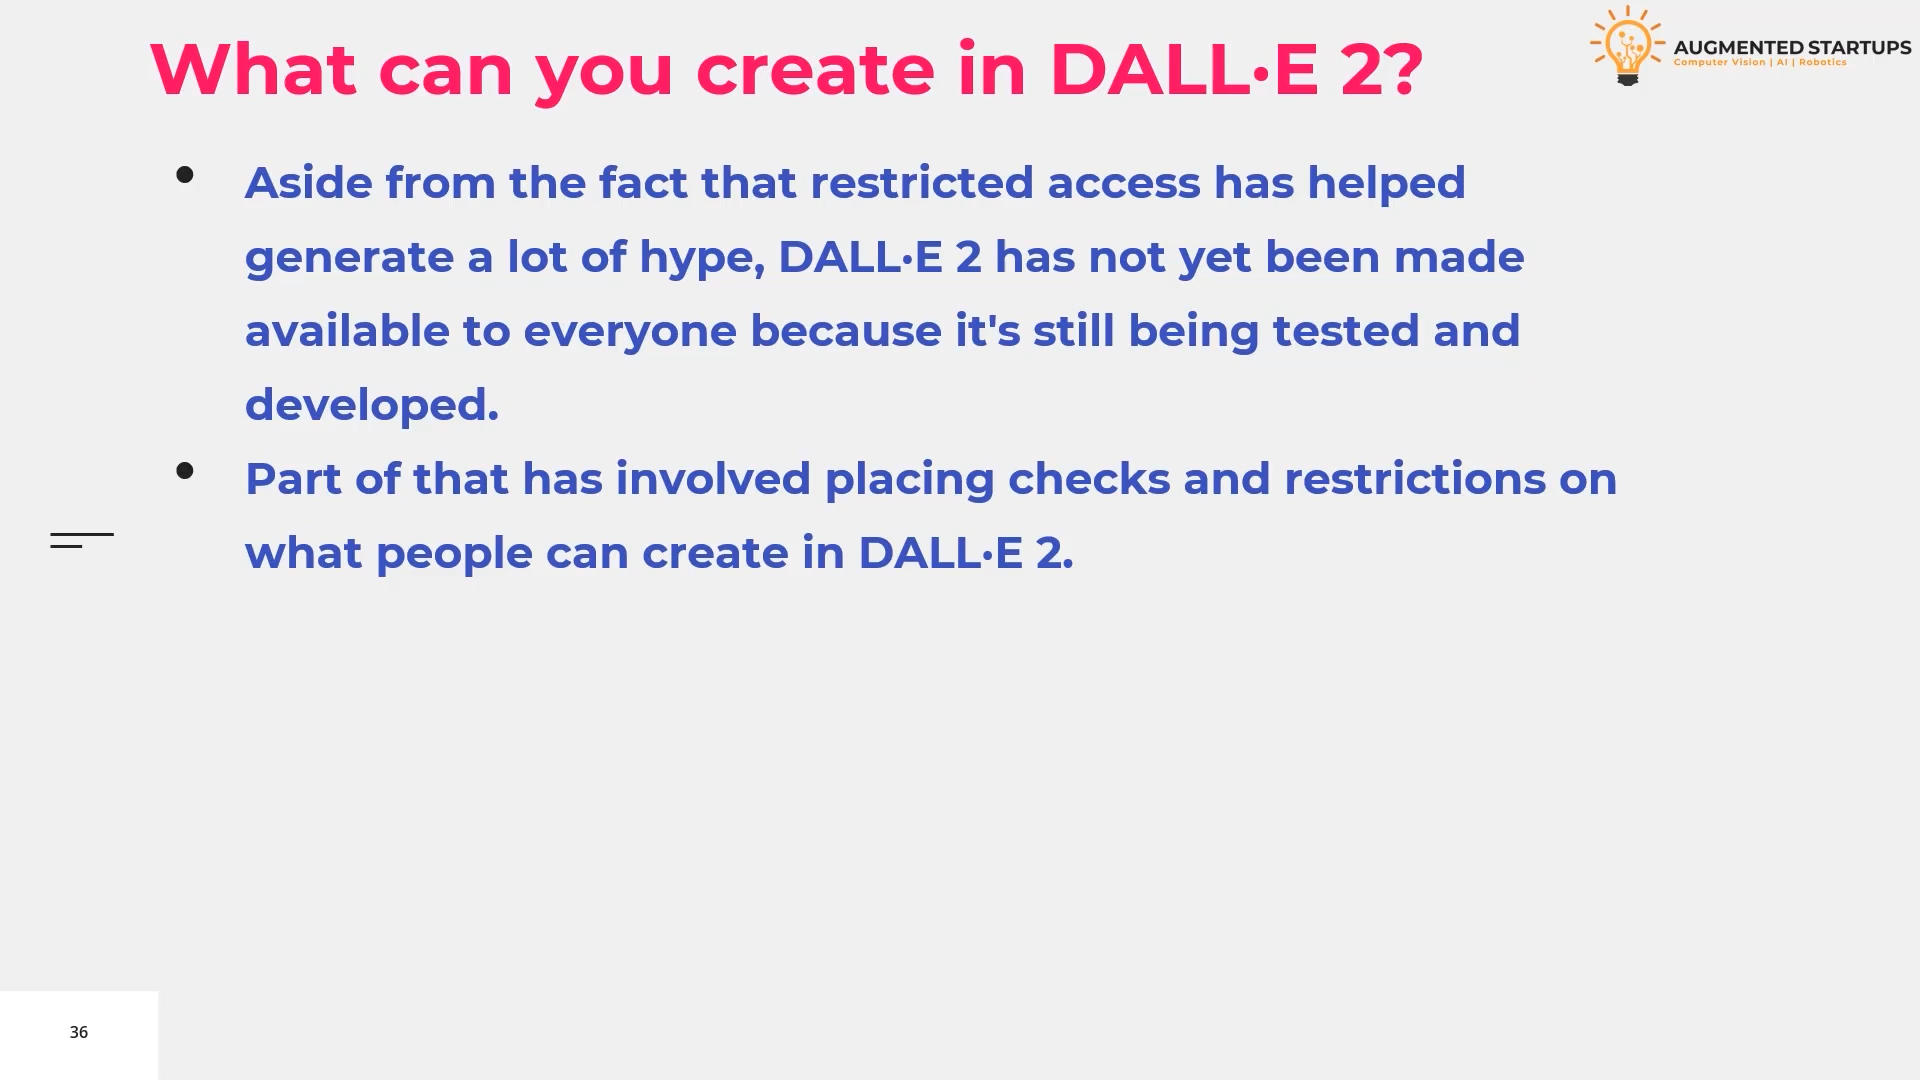 What can you create in DALL·E 2?
AUGMENTED STARTUPS
Computer Vision | AI | Robotics
• Aside from the fact that restricted access has helped
generate a lot of hype, DALL·E 2 has not yet been made
available to everyone because it's still being tested and
developed.
• Part of that has involved placing checks and restrictions on
what people can create in DALL·E 2.
36